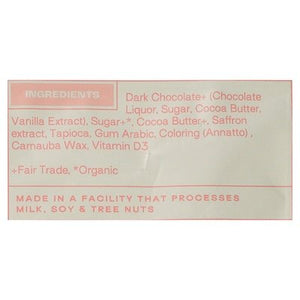 INGREDIENTS
Dark Chocolate+ (Chocolate
Liquor, Sugar, Cocoa Butter,
Vanilla Extract), Sugar+*, Cocoa Butter+, Saffron
extract, Tapioca, Gum Arabic, Coloring (Annatto) ,
Carnauba Wax, Vitamin D3
+Fair Trade, *Organic
MADE IN A FACILITY THAT PROCESSES
MILK, SOY & TREE NUTS